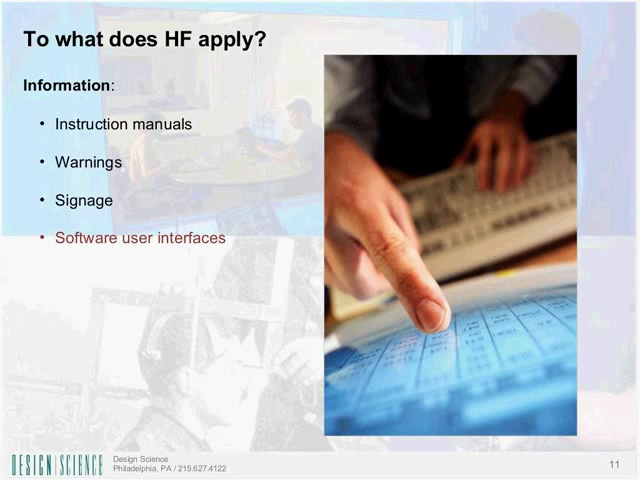 To what does HF apply?
Information:
• Instruction manuals
• Warnings
• Signage
• Software user interfaces
DESIGN|SCIENCE
Design Science
Philadelphia, PA / 215.627.4122
11